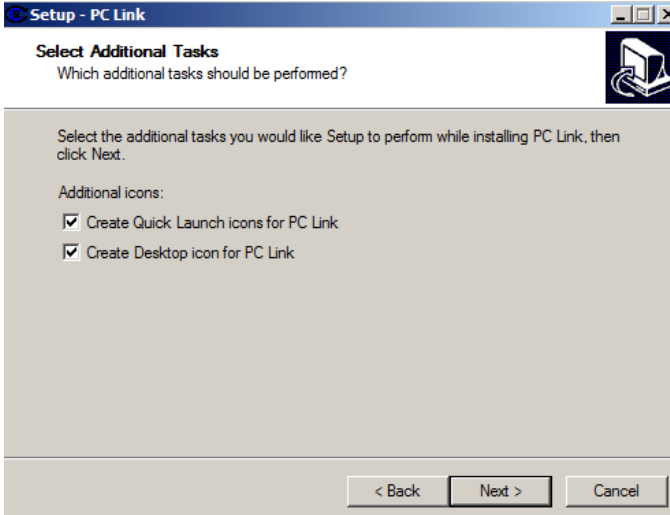 Setup - PC Link
Select Additional Tasks
Which additional tasks should be performed?
Select the additional tasks you would like Setup to perform while installing PC Link, then
click Next.
Additional icons:
Create Quick Launch icons for PC Link
Create Desktop icon for PC Link
< Back Next > Cancel